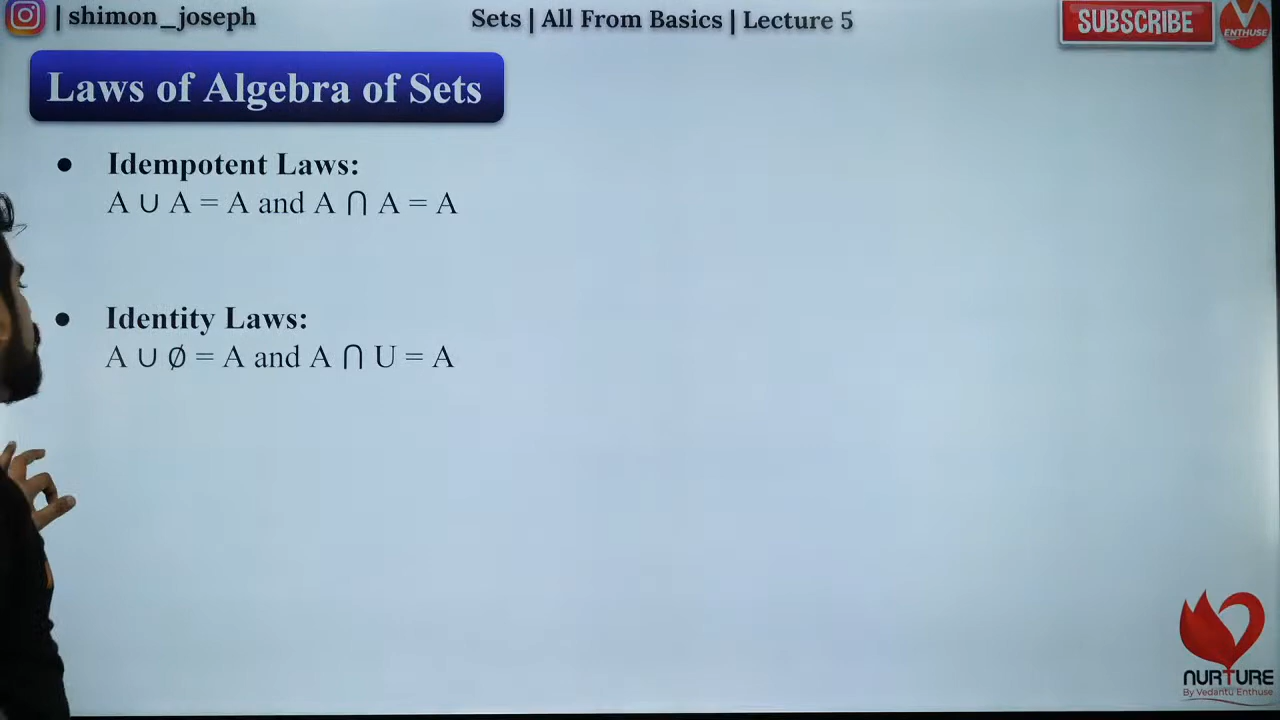 | shimon_joseph
Sets | All From Basics | Lecture 5
SUBSCRIBE
ENTHUSE
Laws of Algebra of Sets
● Idempotent Laws:
A ∪ A = A and A ⋂ A = A
● Identity Laws:
A ∪ ∅ = A and A ⋂ U = A
NURTURE
By Vedantu Enthuse